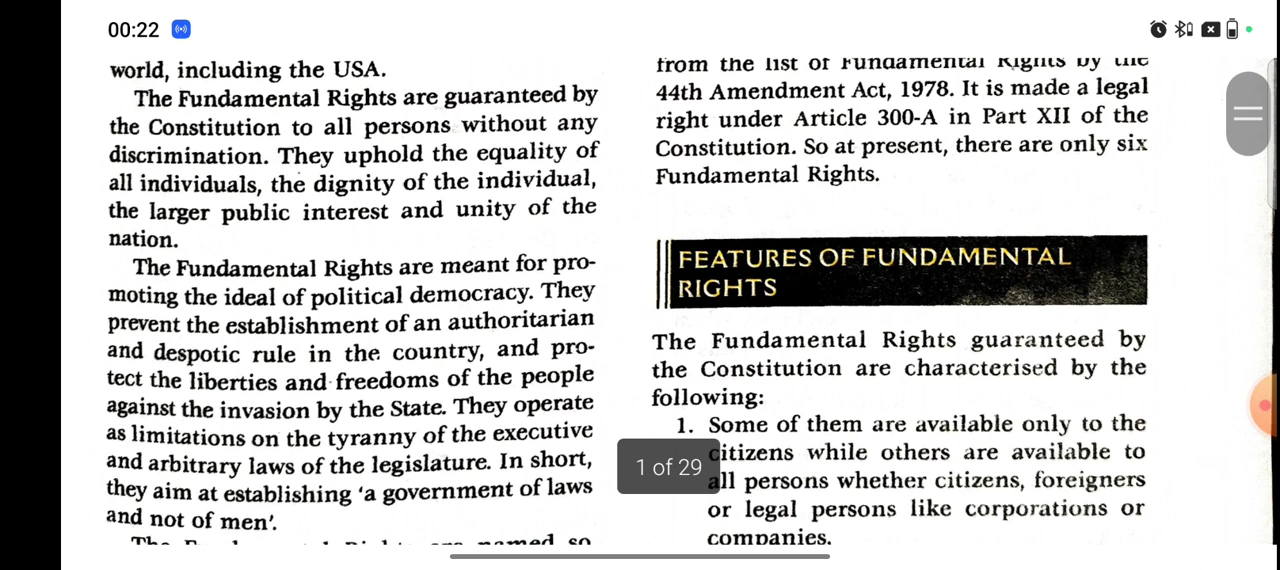 00:22
world, including the USA.
The Fundamental Rights are guaranteed by
the Constitution to all persons without any
discrimination. They uphold the equality of
all individuals, the dignity of the individual,
the larger public interest and unity of the
nation.
The Fundamental Rights are meant for pro-
moting the ideal of political democracy. They
prevent the establishment of an authoritarian
and despotic rule in the country, and pro-
tect the liberties and freedoms of the people
against the invasion by the State. They operate
as limitations on the tyranny of the executive
and arbitrary laws of the legislature. In short,
they aim at establishing 'a government of laws
and not of men'.
from the list of Fundamental Rights by the
44th Amendment Act, 1978. It is made a legal
right under Article 300-A in Part XII of the
Constitution. So at present, there are only six
Fundamental Rights.
FEATURES OF FUNDAMENTAL
RIGHTS
The Fundamental Rights guaranteed by
the Constitution are characterised by the
following:
1. Some of them are available only to the
citizens while others are available to
all persons whether citizens, foreigners
or legal persons like corporations or
companies.
1 of 29